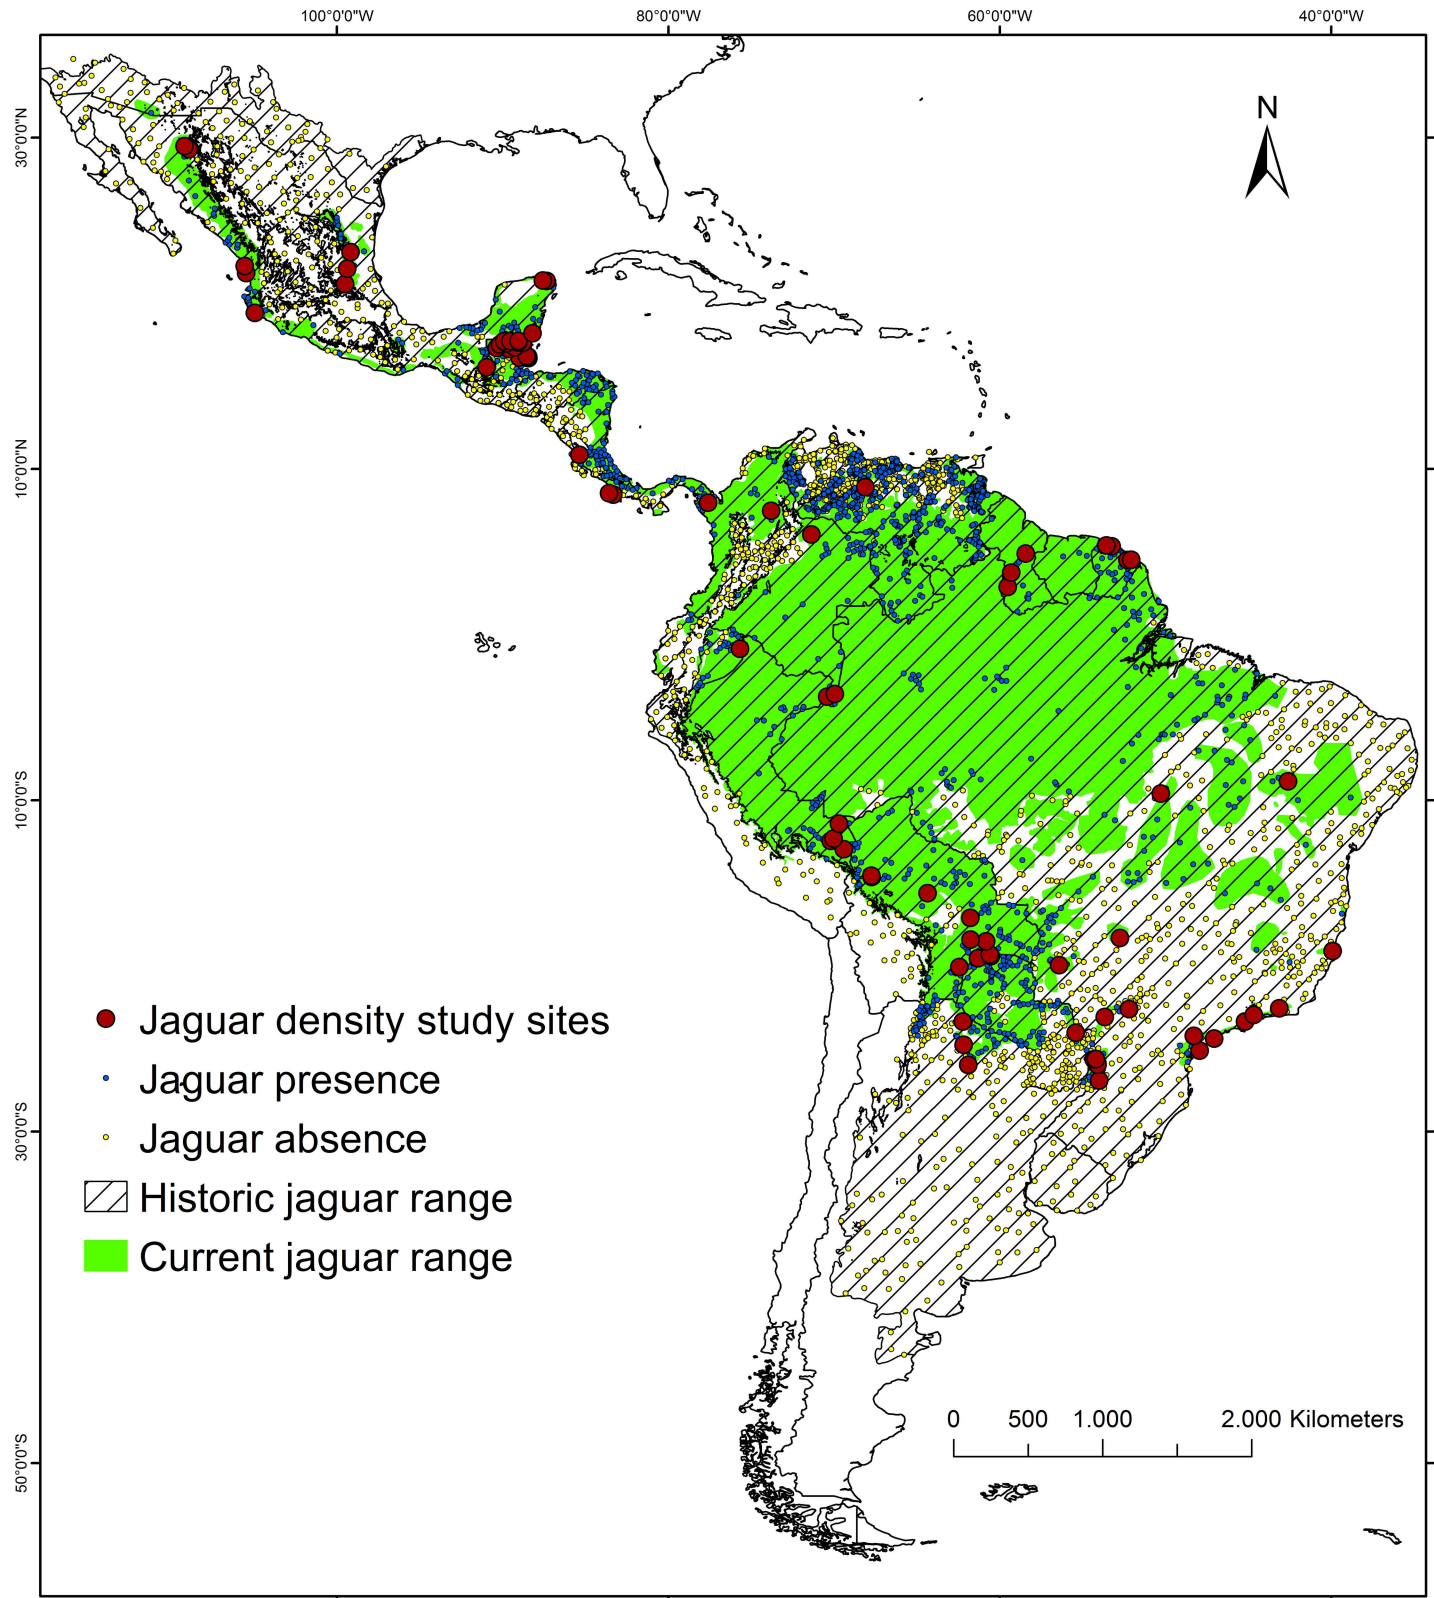 100°0'0"W 80°0'0"W 60°0'0"W 40°0'0"W
N
30°0'0"N
10°0'0"N
10°0'0"S
30°0'0"S
50°0'0"S
Jaguar density study sites
Jaguar presence
Jaguar absence
Historic jaguar range
Current jaguar range
0 500 1.000 2.000 Kilometers